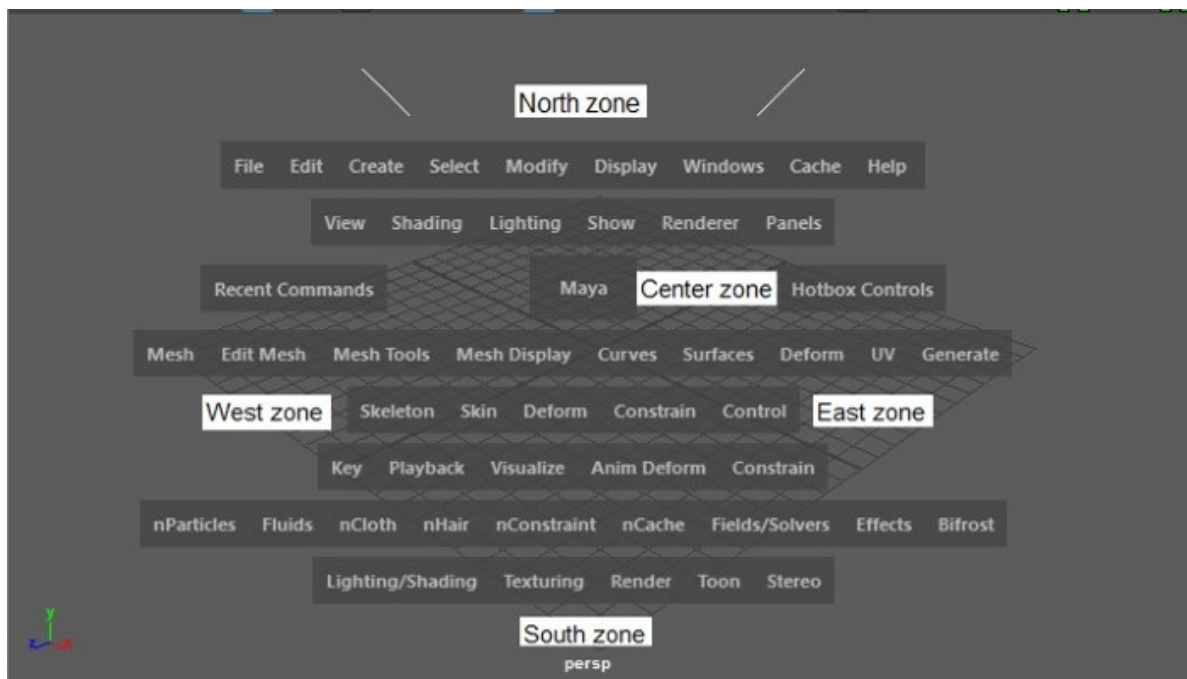 North zone
File Edit Create Select Modify Display Windows Cache Help
View Shading Lighting Show Renderer Panels
Recent Commands Maya Center zone Hotbox Controls
Mesh Edit Mesh Mesh Tools Mesh Display Curves Surfaces Deform UV Generate
West zone Skeleton Skin Deform Constrain Control East zone
Key Playback Visualize Anim Deform Constrain
nParticles Fluids nCloth nHair nConstraint nCache Fields/Solvers Effects Bifrost
Lighting/Shading Texturing Render Toon Stereo
y
z x
South zone
persp